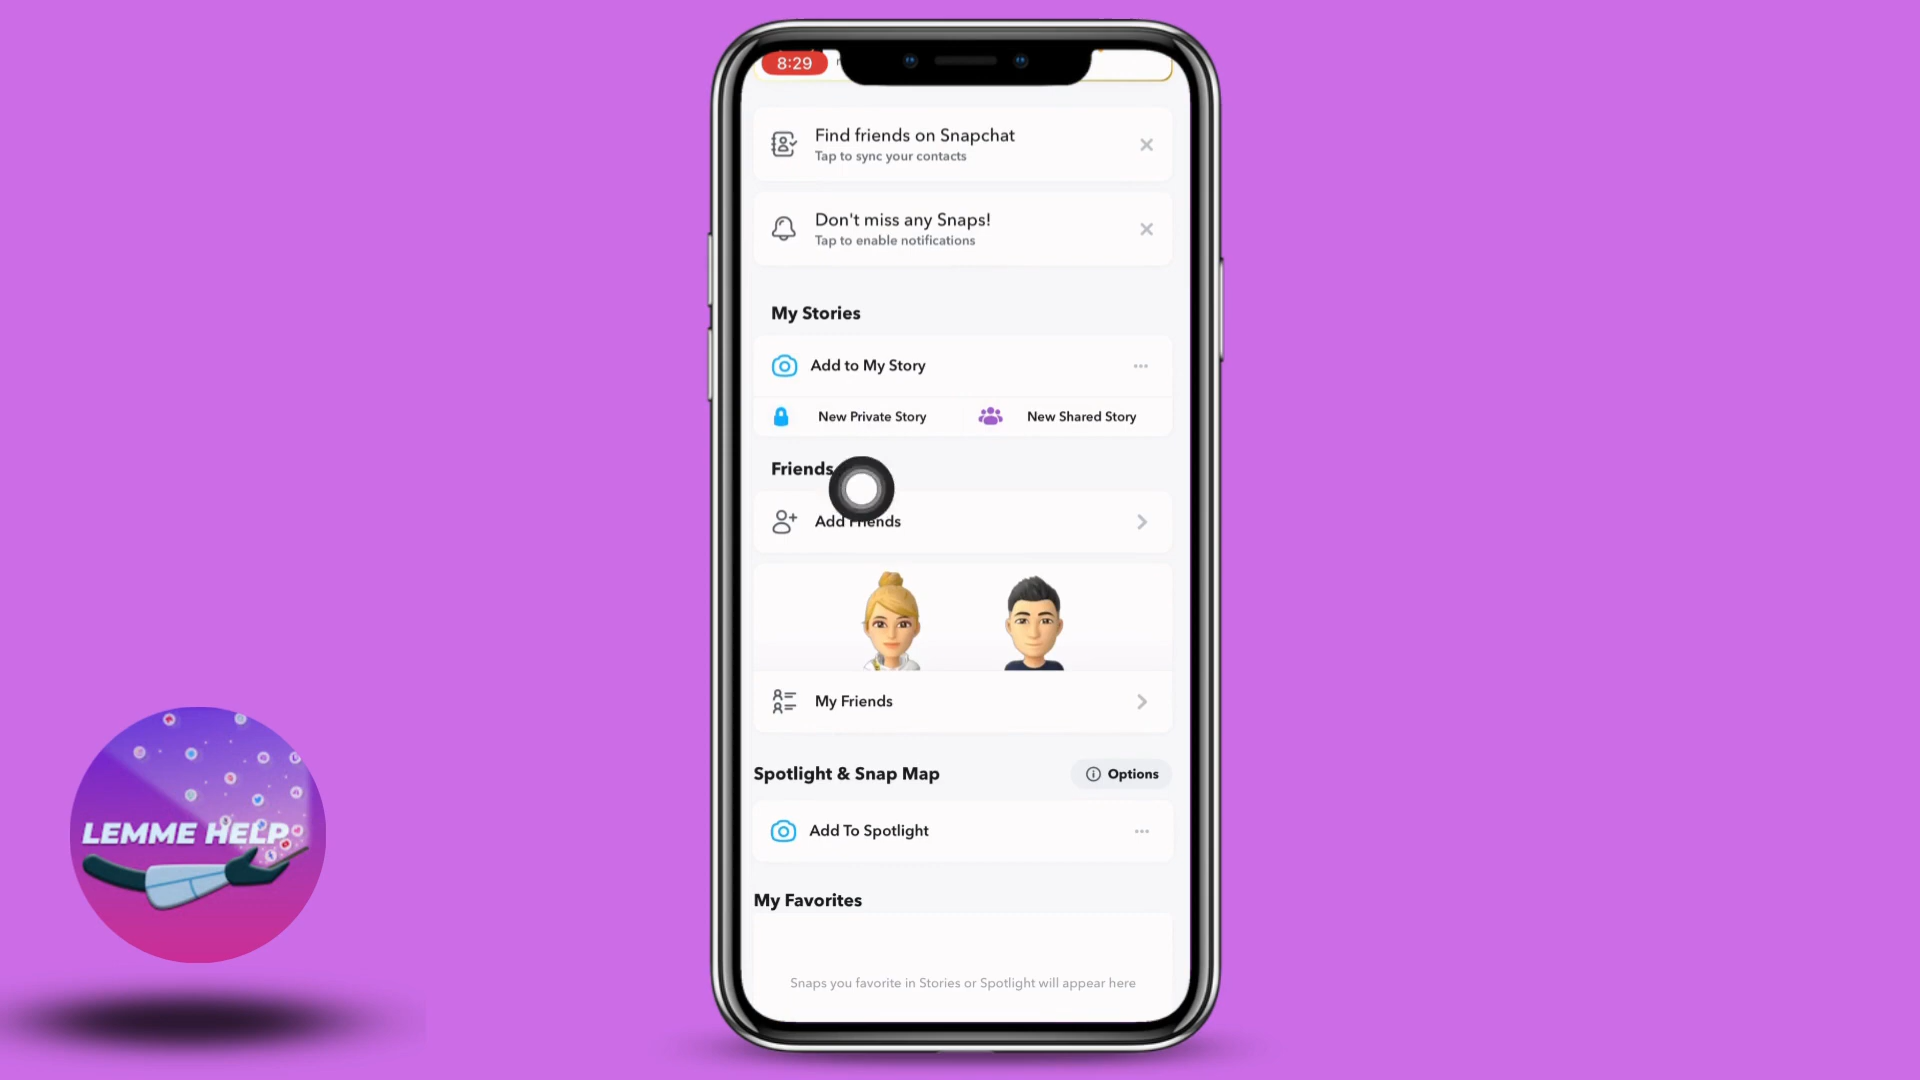 8:29
Find friends on Snapchat
Tap to sync your contacts
Don't miss any Snaps!
Tap to enable notifications
My Stories
Add to My Story
New Private Story
New Shared Story
Friends
Add Friends
My Friends
Spotlight & Snap Map
Options
Add To Spotlight
My Favorites
Snaps you favorite in Stories or Spotlight will appear here
LEMME HELP